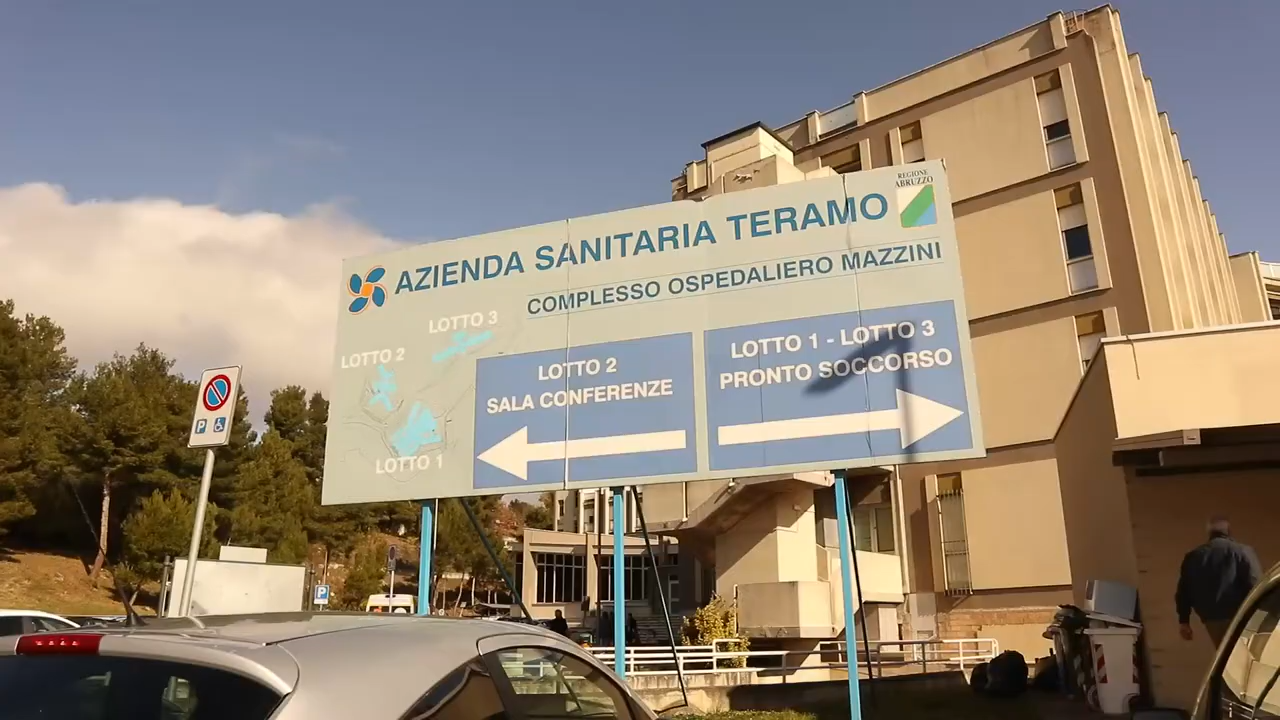 REGIONE
ABRUZZO
AZIENDA SANITARIA TERAMO
COMPLESSO OSPEDALIERO MAZZINI
LOTTO 3
LOTTO 2
LOTTO 1
LOTTO 2
SALA CONFERENZE
LOTTO 1 - LOTTO 3
PRONTO SOCCORSO
P
P